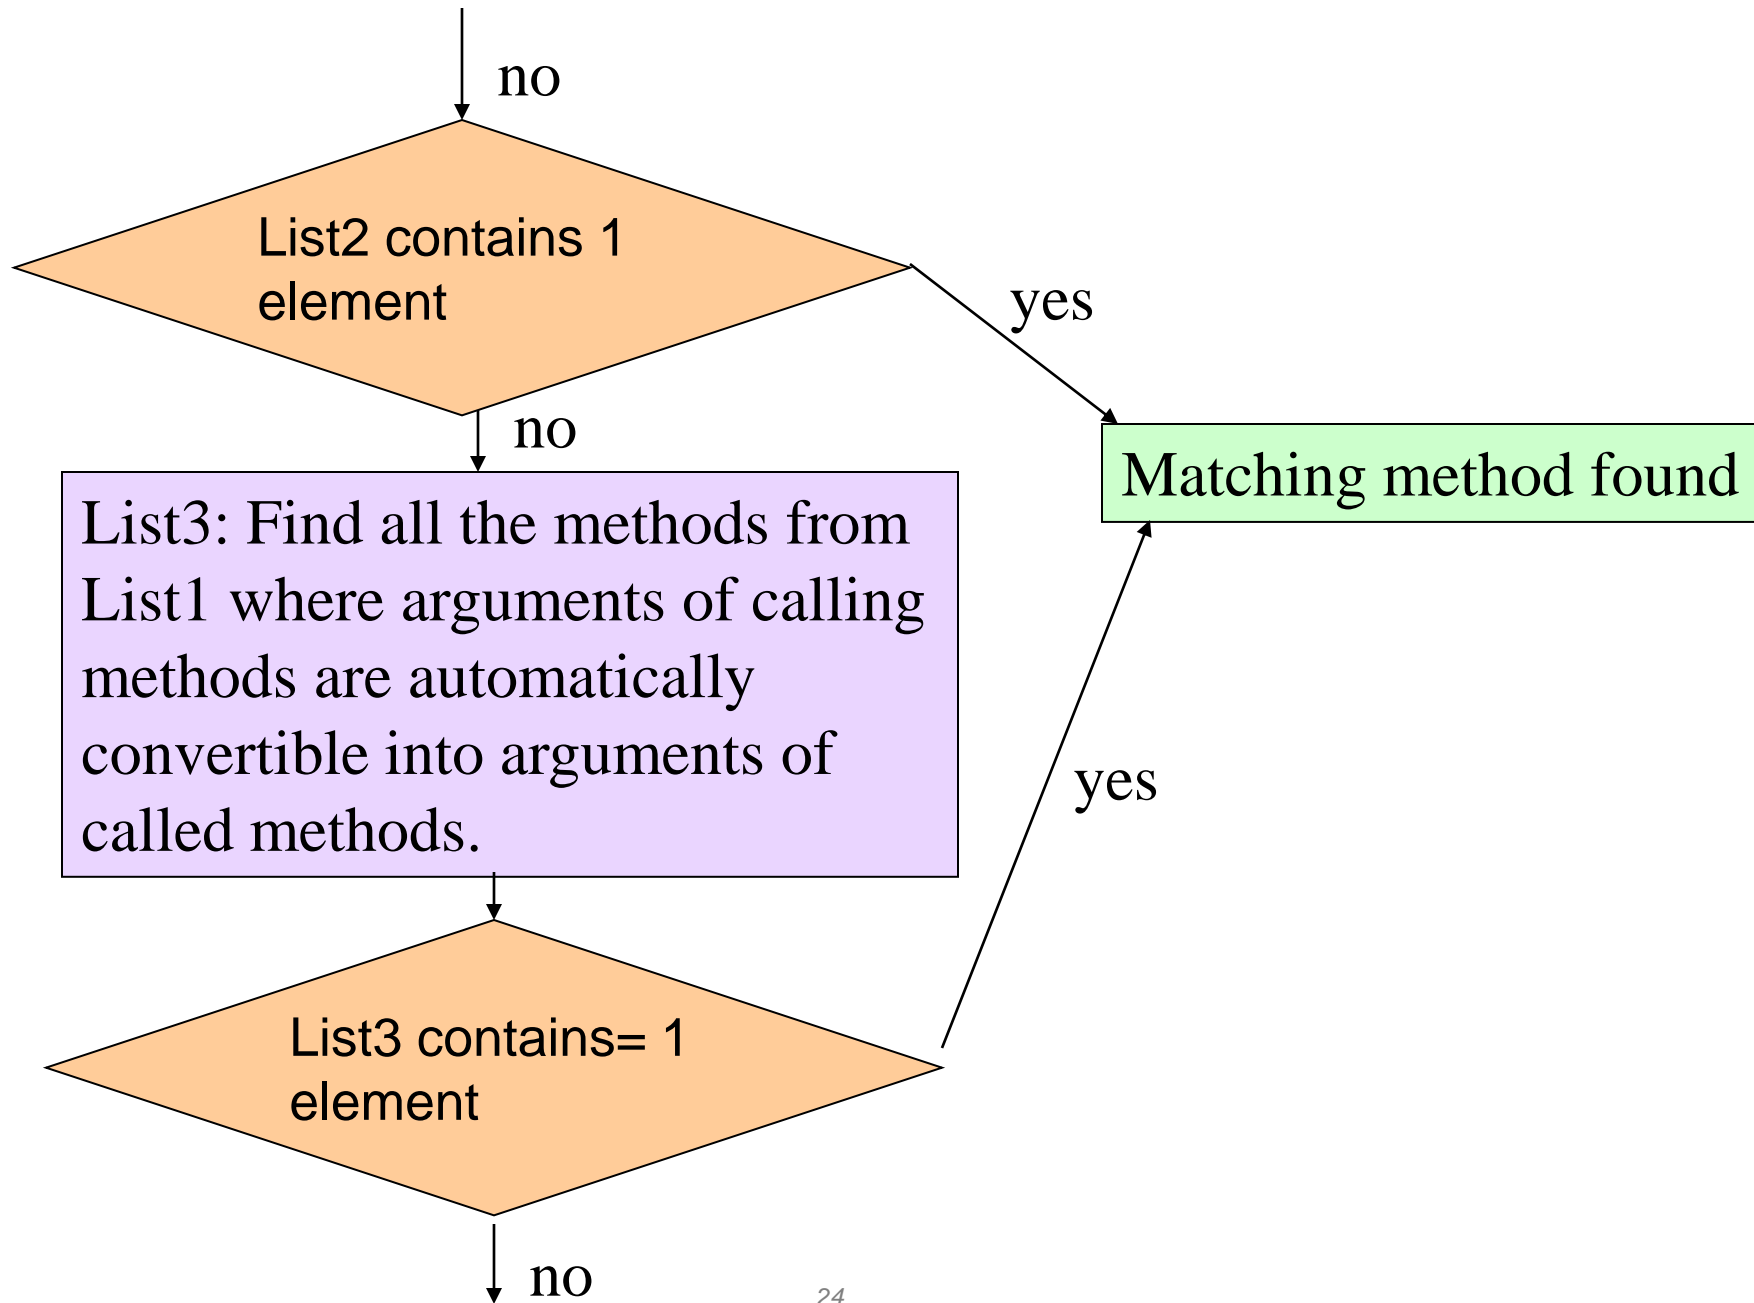 no
List2 contains 1
element
yes
no
Matching method found
List3: Find all the methods from
List1 where arguments of calling
methods are automatically
convertible into arguments of
called methods.
yes
List3 contains= 1
element
no
24